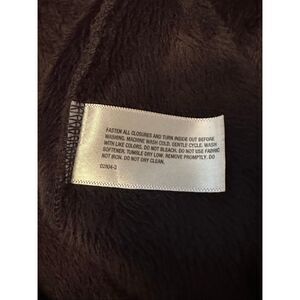 FASTEN ALL CLOSURES AND TURN INSIDE OUT BEFORE
WASHING. MACHINE WASH COLD, GENTLE CYCLE. WASH
WITH LIKE COLORS. DO NOT BLEACH. DO NOT USE FABRIC
SOFTENER. TUMBLE DRY LOW. REMOVE PROMPTLY. DO
NOT IRON. DO NOT DRY CLEAN.
D2804-3